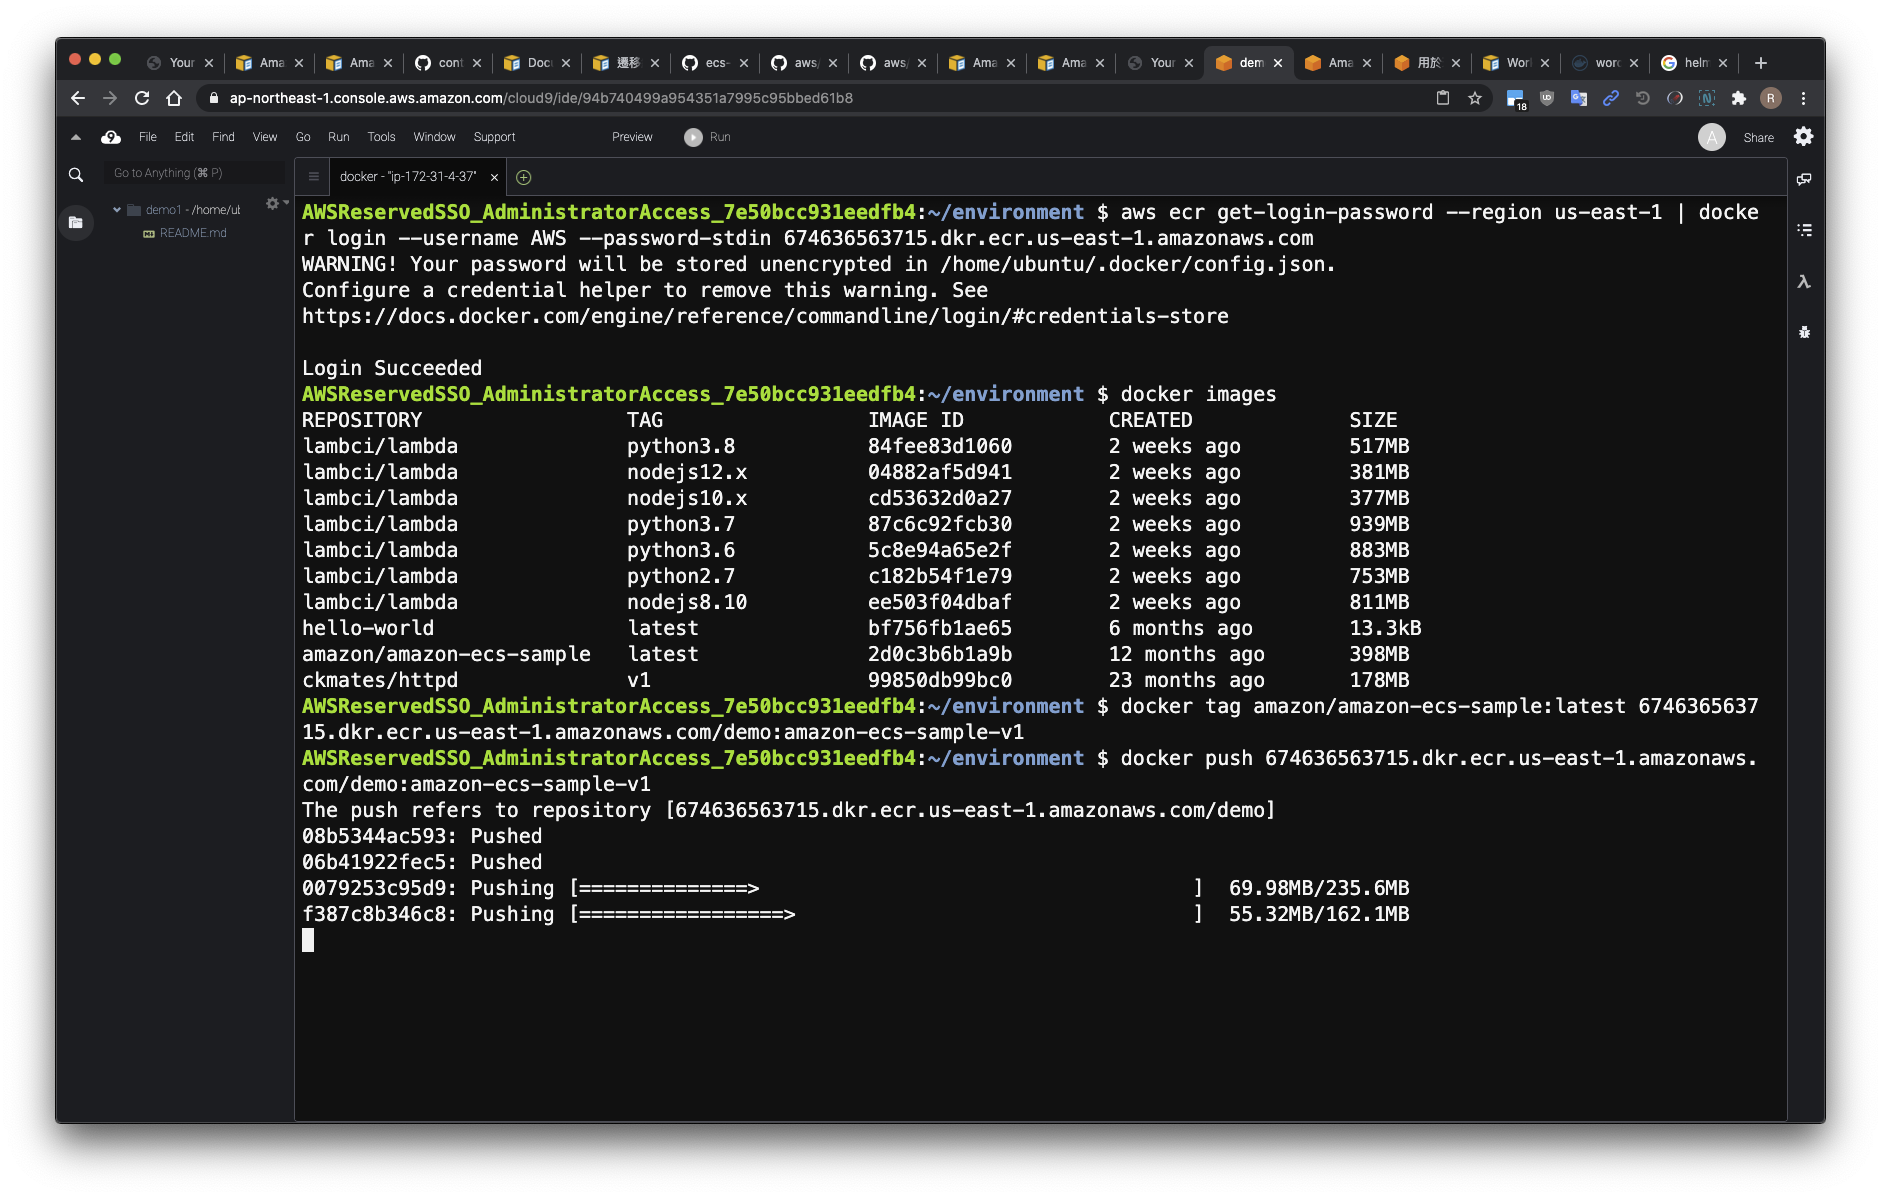 Your
Ama
Ama
cont
Docu
遷移
ecs-
aws/
aws/
Ama
Ama
Your
dem
Ama
用於
Worl
word
helm
ap-northeast-1.console.aws.amazon.com/cloud9/ide/94b740499a954351a7995c95bbed61b8
18
R
9 File Edit Find View Go Run Tools Window Support Preview Run
A Share
Go to Anything (⌘ P)
demo1 - /home/ub
README.md
docker - "ip-172-31-4-37"
AWSReservedSSO_AdministratorAccess_7e50bcc931eedfb4:~/environment $ aws ecr get-login-password --region us-east-1 | docke
r login --username AWS --password-stdin 674636563715.dkr.ecr.us-east-1.amazonaws.com
WARNING! Your password will be stored unencrypted in /home/ubuntu/.docker/config.json.
Configure a credential helper to remove this warning. See
https://docs.docker.com/engine/reference/commandline/login/#credentials-store
Login Succeeded
AWSReservedSSO_AdministratorAccess_7e50bcc931eedfb4:~/environment $ docker images
REPOSITORY TAG IMAGE ID CREATED SIZE
lambci/lambda python3.8 84fee83d1060 2 weeks ago 517MB
lambci/lambda nodejs12.x 04882af5d941 2 weeks ago 381MB
lambci/lambda nodejs10.x cd53632d0a27 2 weeks ago 377MB
lambci/lambda python3.7 87c6c92fcb30 2 weeks ago 939MB
lambci/lambda python3.6 5c8e94a65e2f 2 weeks ago 883MB
lambci/lambda python2.7 c182b54f1e79 2 weeks ago 753MB
lambci/lambda nodejs8.10 ee503f04dbaf 2 weeks ago 811MB
hello-world latest bf756fb1ae65 6 months ago 13.3kB
amazon/amazon-ecs-sample latest 2d0c3b6b1a9b 12 months ago 398MB
ckmates/httpd v1 99850db99bc0 23 months ago 178MB
AWSReservedSSO_AdministratorAccess_7e50bcc931eedfb4:~/environment $ docker tag amazon/amazon-ecs-sample:latest 6746365637
15.dkr.ecr.us-east-1.amazonaws.com/demo:amazon-ecs-sample-v1
AWSReservedSSO_AdministratorAccess_7e50bcc931eedfb4:~/environment $ docker push 674636563715.dkr.ecr.us-east-1.amazonaws.
com/demo:amazon-ecs-sample-v1
The push refers to repository [674636563715.dkr.ecr.us-east-1.amazonaws.com/demo]
08b5344ac593: Pushed
06b41922fec5: Pushed
0079253c95d9: Pushing [==============> ] 69.98MB/235.6MB
f387c8b346c8: Pushing [=================> ] 55.32MB/162.1MB